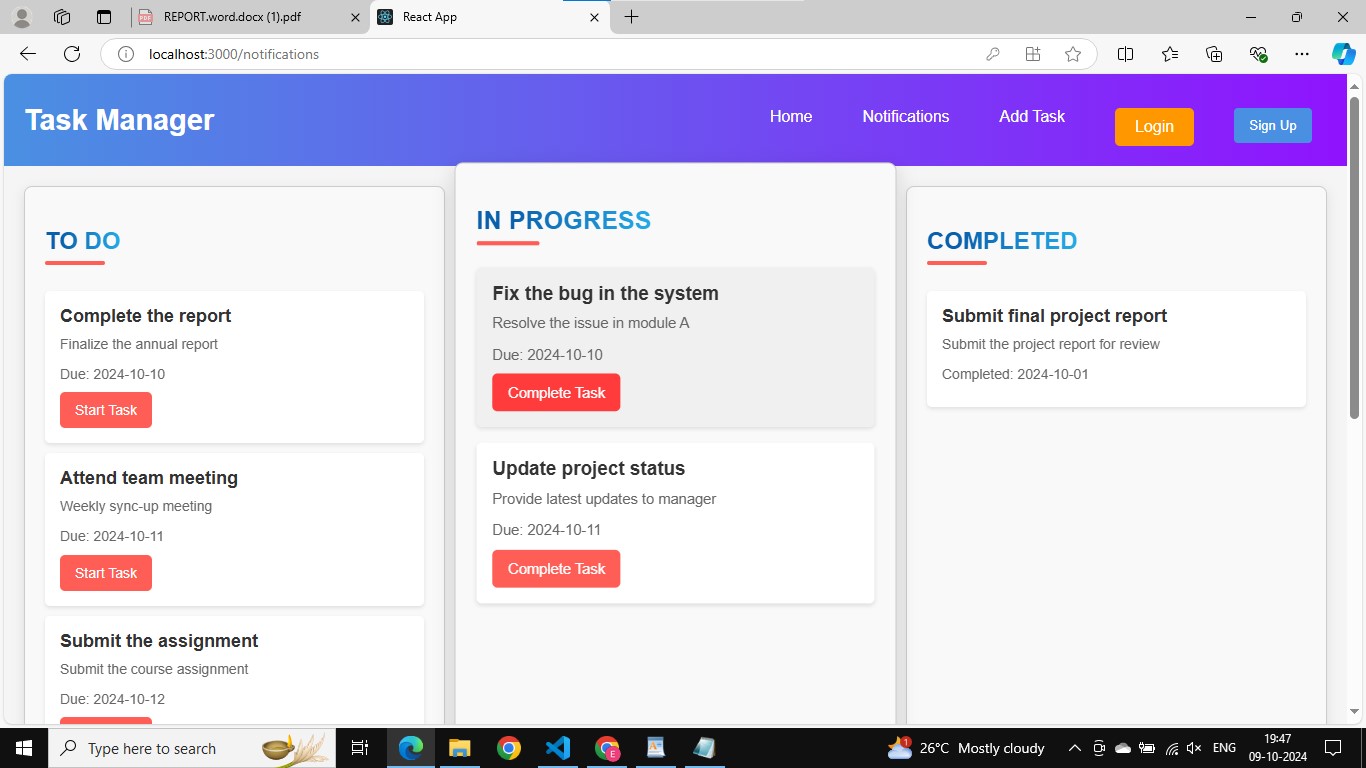 REPORT.word.docx (1).pdf
React App
localhost:3000/notifications
Task Manager
Home
Notifications
Add Task
Login
Sign Up
TO DO
Complete the report
Finalize the annual report
Due: 2024-10-10
Start Task
Attend team meeting
Weekly sync-up meeting
Due: 2024-10-11
Start Task
Submit the assignment
Submit the course assignment
Due: 2024-10-12
IN PROGRESS
Fix the bug in the system
Resolve the issue in module A
Due: 2024-10-10
Complete Task
Update project status
Provide latest updates to manager
Due: 2024-10-11
Complete Task
COMPLETED
Submit final project report
Submit the project report for review
Completed: 2024-10-01
Type here to search
1
26°C Mostly cloudy
ENG
19:47
09-10-2024